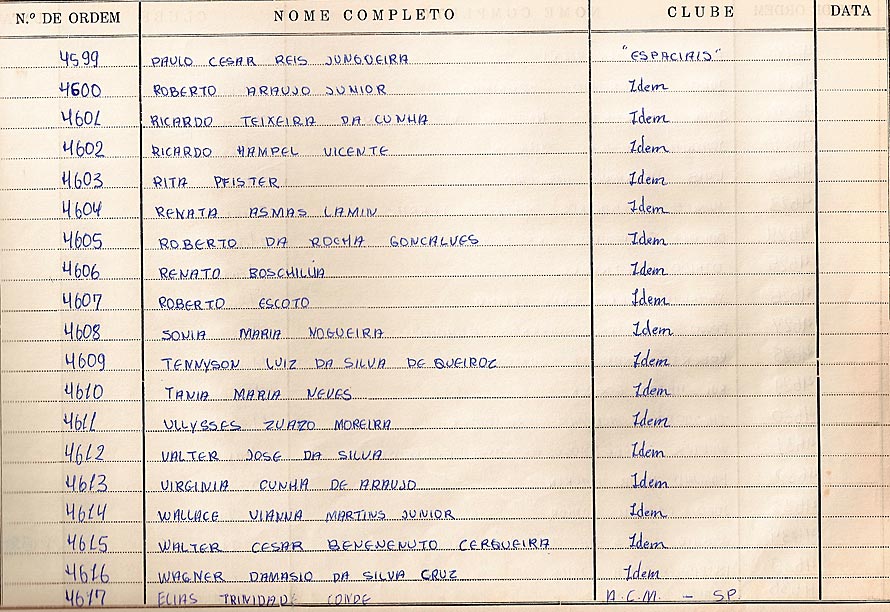 N.º DE ORDEM NOME COMPLETO CLUBE DATA
4599 PAULO CESAR REIS JUNQUEIRA "ESPACIAIS"
4600 ROBERTO ARAUJO JUNIOR Idem
4601 RICARDO TEIXEIRA DA CUNHA Idem
4602 RICARDO HAMPEL VICENTE Idem
4603 RITA PFISTER Idem
4604 RENATA ASMAS LAMIN Idem
4605 ROBERTO DA ROCHA GONCALVES Idem
4606 RENATO Idem
4607 ROBERTO ESCOTO Idem
4608 SONIA MARIA NOGUEIRA Idem
4609 TENNYSON LUIZ DA SILVA DE QUEIROZ Idem
4610 TANIA MARIA NEVES Idem
4611 ULLYSSES ZUAZO MOREIRA Idem
4612 VALTER JOSE DA SILVA Idem
4613 VIRGINIA CUNHA DE ARAUJO Idem
4614 WALLACE VIANNA MARTINS JUNIOR Idem
4615 WALTER CESAR BENENENUTO CERQUEIRA Idem
4616 WAGNER DAMASIO DA SILVA CRUZ Idem
4617 ELIAS TRINIDADE CONDE A.C.M. - SP.